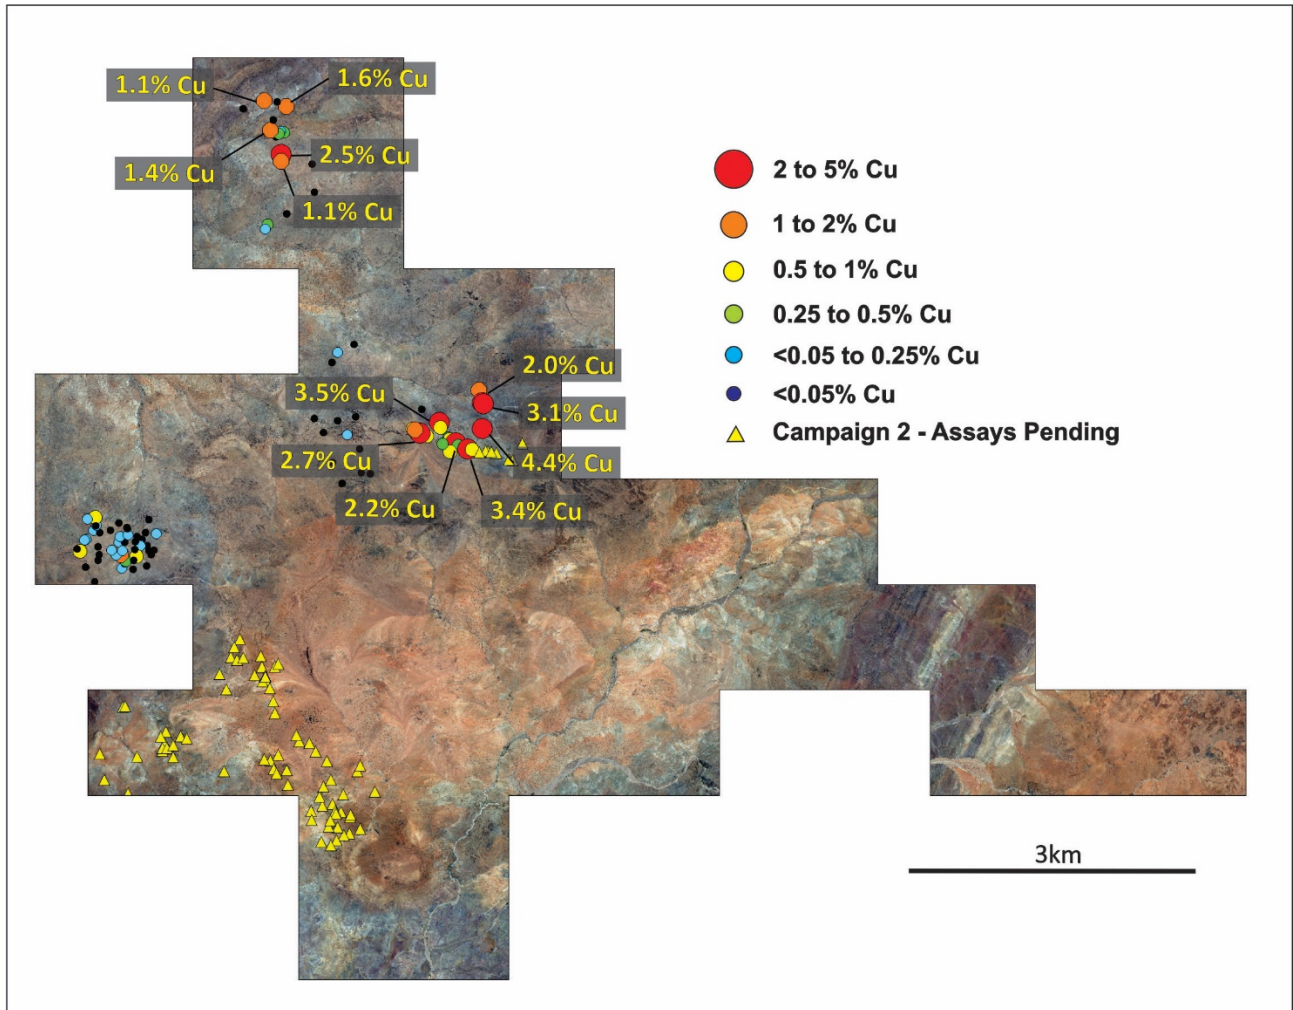 1.1% Cu
1.6% Cu
1.4% Cu
2.5% Cu
1.1% Cu
2 to 5% Cu
1 to 2% Cu
0.5 to 1% Cu
0.25 to 0.5% Cu
<0.05 to 0.25% Cu
<0.05% Cu
Campaign 2 - Assays Pending
2.0% Cu
3.5% Cu
3.1% Cu
2.7% Cu
4.4% Cu
2.2% Cu
3.4% Cu
3km